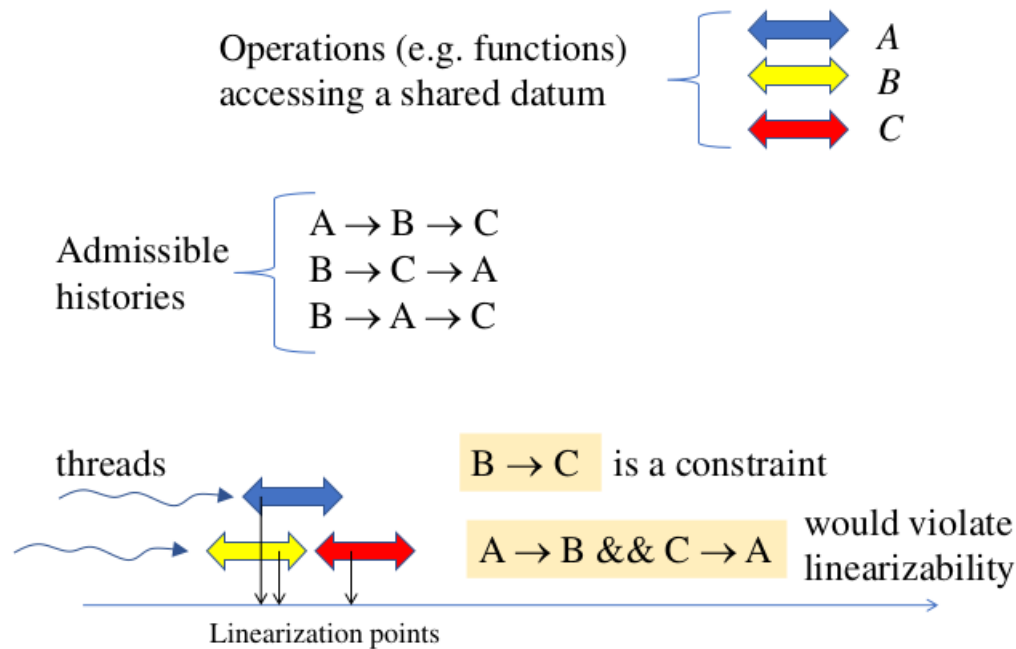 Operations (e.g. functions)
accessing a shared datum
A
B
C
Admissible
histories
A → B → C
B → C → A
B → A → C
threads
B → C is a constraint
A → B && C → A would violate
linearizability
Linearization points